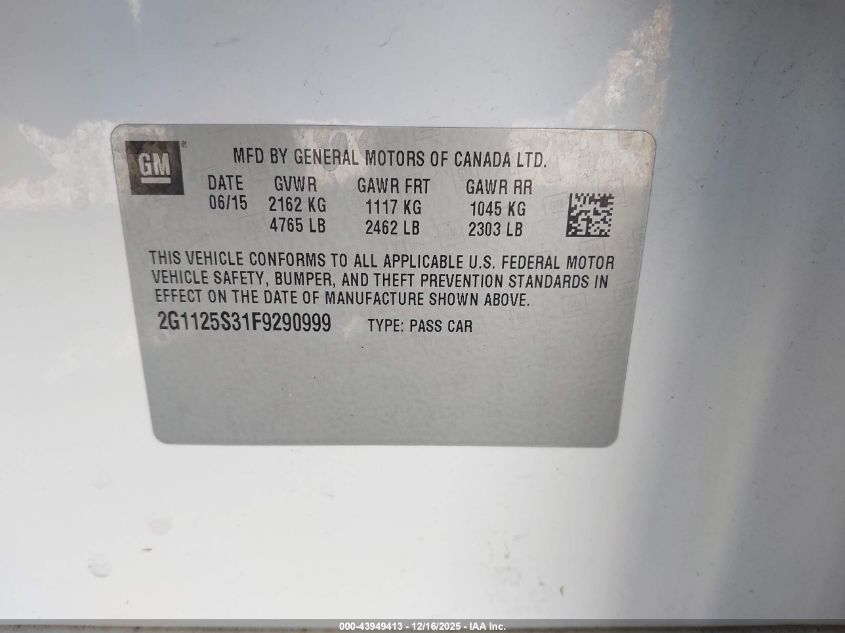 GM ®
MFD BY GENERAL MOTORS OF CANADA LTD.
DATE GVWR GAWR FRT GAWR RR
06/15 2162 KG 1117 KG 1045 KG
4765 LB 2462 LB 2303 LB
THIS VEHICLE CONFORMS TO ALL APPLICABLE U.S. FEDERAL MOTOR
VEHICLE SAFETY, BUMPER, AND THEFT PREVENTION STANDARDS IN
EFFECT ON THE DATE OF MANUFACTURE SHOWN ABOVE.
2G1125S31F9290999 TYPE: PASS CAR
000-43949413 - 12/16/2025 - IAA Inc.